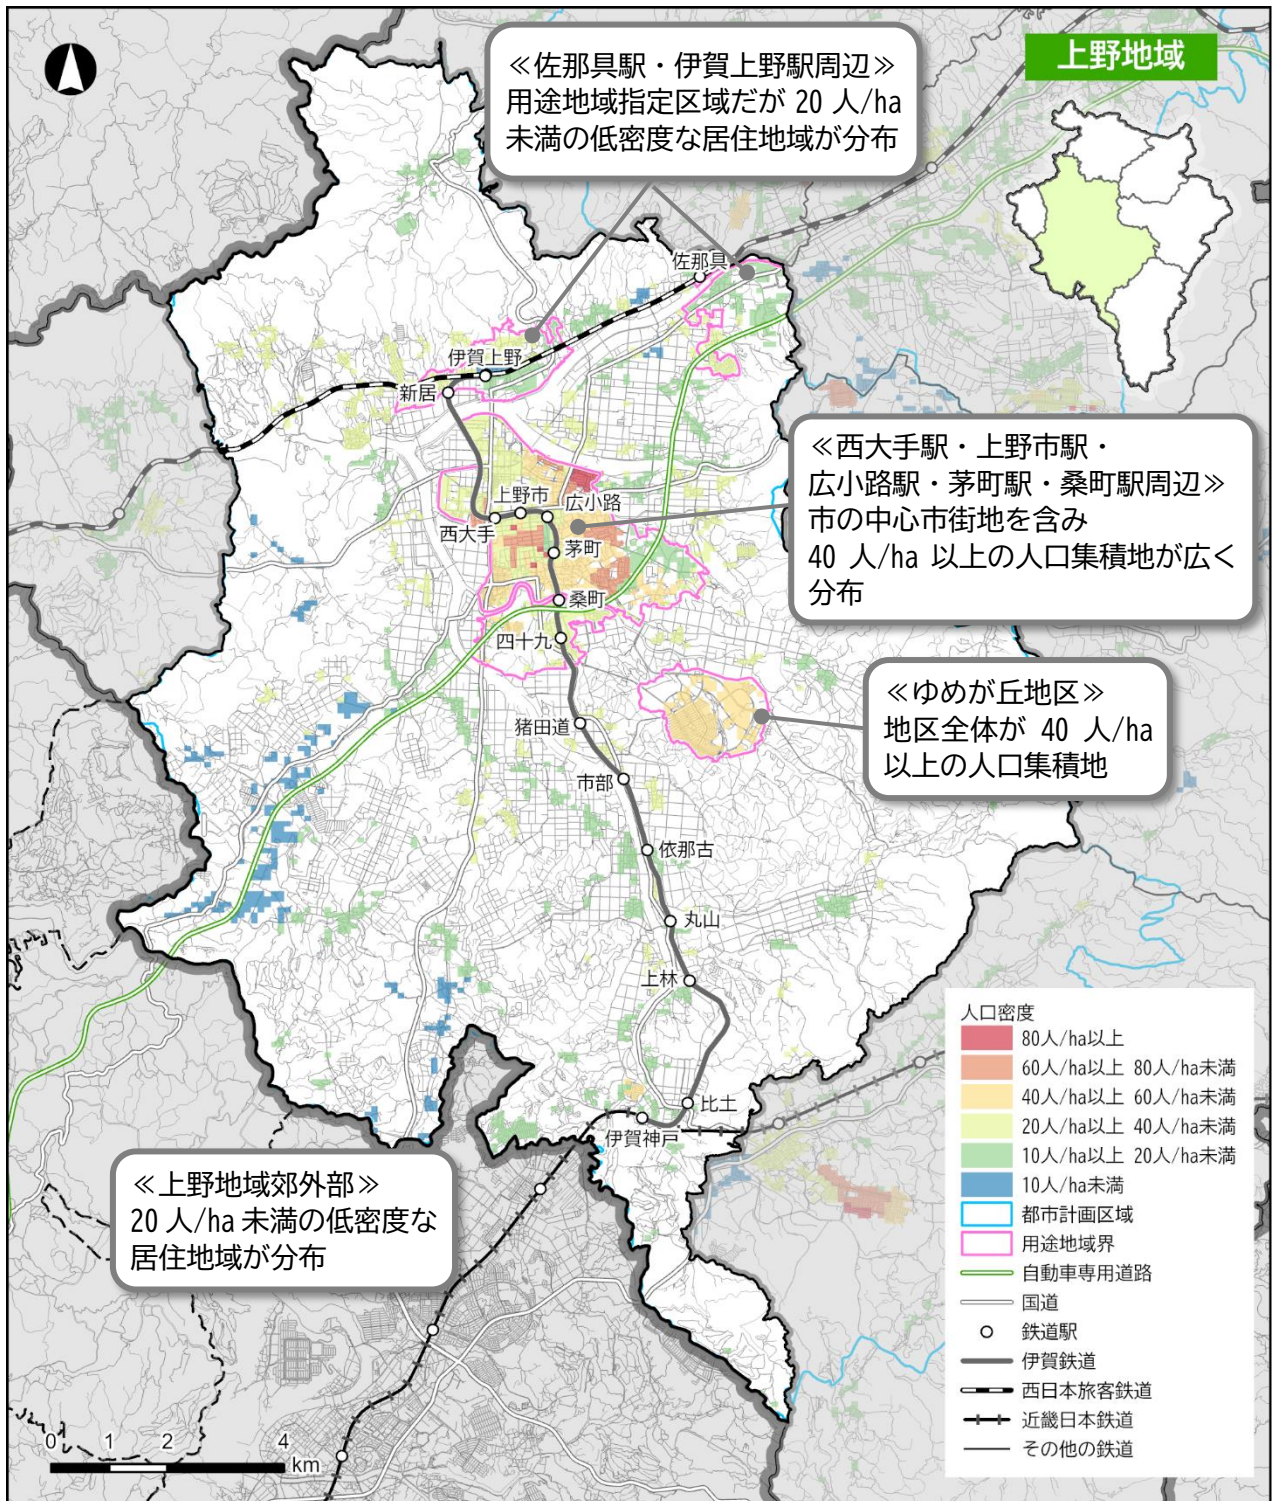 上野地域
≪佐那具駅・伊賀上野駅周辺≫
用途地域指定区域だが 20 人/ha
未満の低密度な居住地域が分布
佐那具
伊賀上野
新居
≪西大手駅・上野市駅・
広小路駅・茅町駅・桑町駅周辺≫
市の中心市街地を含み
40 人/ha 以上の人口集積地が広く
分布
上野市
広小路
西大手
茅町
桑町
四十九
≪ゆめが丘地区≫
地区全体が 40 人/ha
以上の人口集積地
猪田道
市部
依那古
丸山
上林
比土
伊賀神戸
≪上野地域郊外部≫
20 人/ha 未満の低密度な
居住地域が分布
人口密度
80人/ha以上
60人/ha以上 80人/ha未満
40人/ha以上 60人/ha未満
20人/ha以上 40人/ha未満
10人/ha以上 20人/ha未満
10人/ha未満
都市計画区域
用途地域界
自動車専用道路
国道
鉄道駅
伊賀鉄道
西日本旅客鉄道
近畿日本鉄道
その他の鉄道
0 1 2 4
km